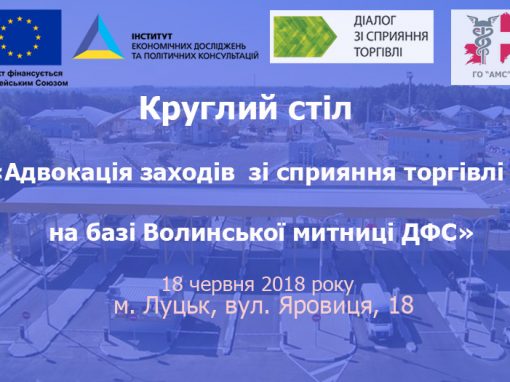 ІНСТИТУТ
ЕКОНОМІЧНИХ ДОСЛІДЖЕНЬ
ТА ПОЛІТИЧНИХ КОНСУЛЬТАЦІЙ
ДІАЛОГ
ЗІ СПРИЯННЯ
ТОРГІВЛІ
кт фінансується
ейським Союзом
ГО "АМС"
Круглий стіл
«Адвокація заходів зі сприяння торгівлі
на базі Волинської митниці ДФС»
18 червня 2018 року
м. Луцьк, вул. Яровиця, 18